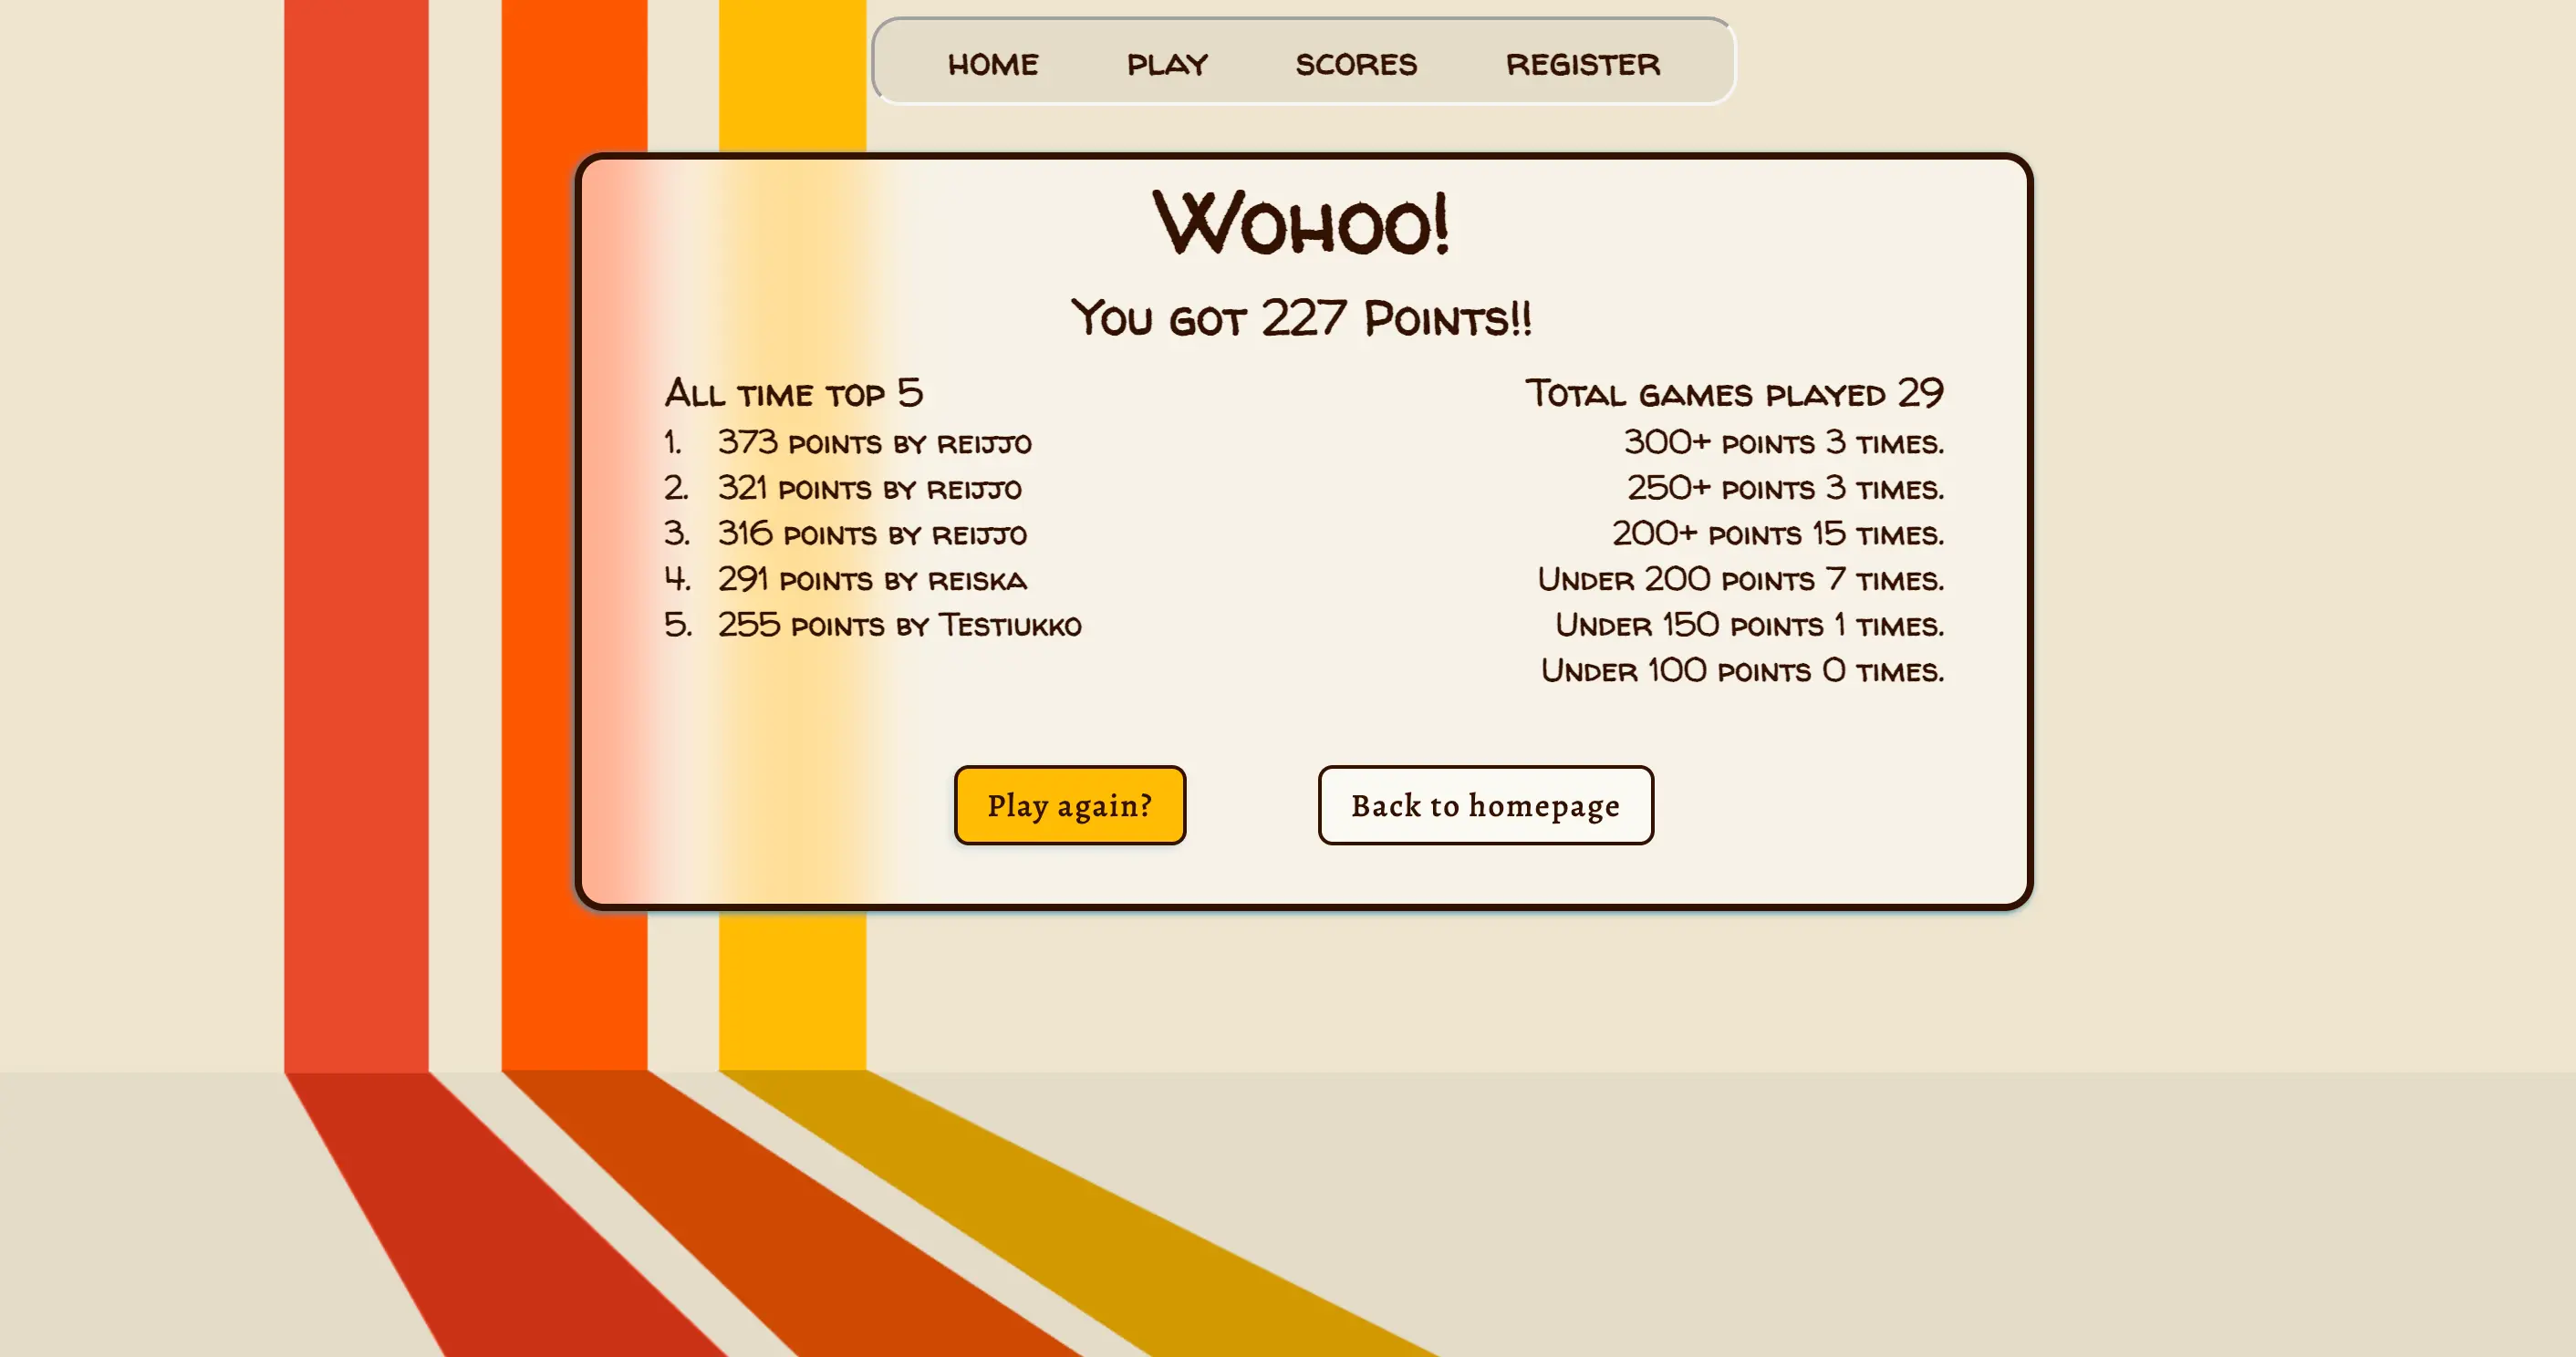 HOME PLAY SCORES REGISTER
Wohoo!
You got 227 Points!!
All time top 5
1. 373 points by reijjo
2. 321 points by reijjo
3. 316 points by reijjo
4. 291 points by reiska
5. 255 points by Testiukko
Total games played 29
300+ points 3 times.
250+ points 3 times.
200+ points 15 times.
Under 200 points 7 times.
Under 150 points 1 times.
Under 100 points 0 times.
Play again? Back to homepage